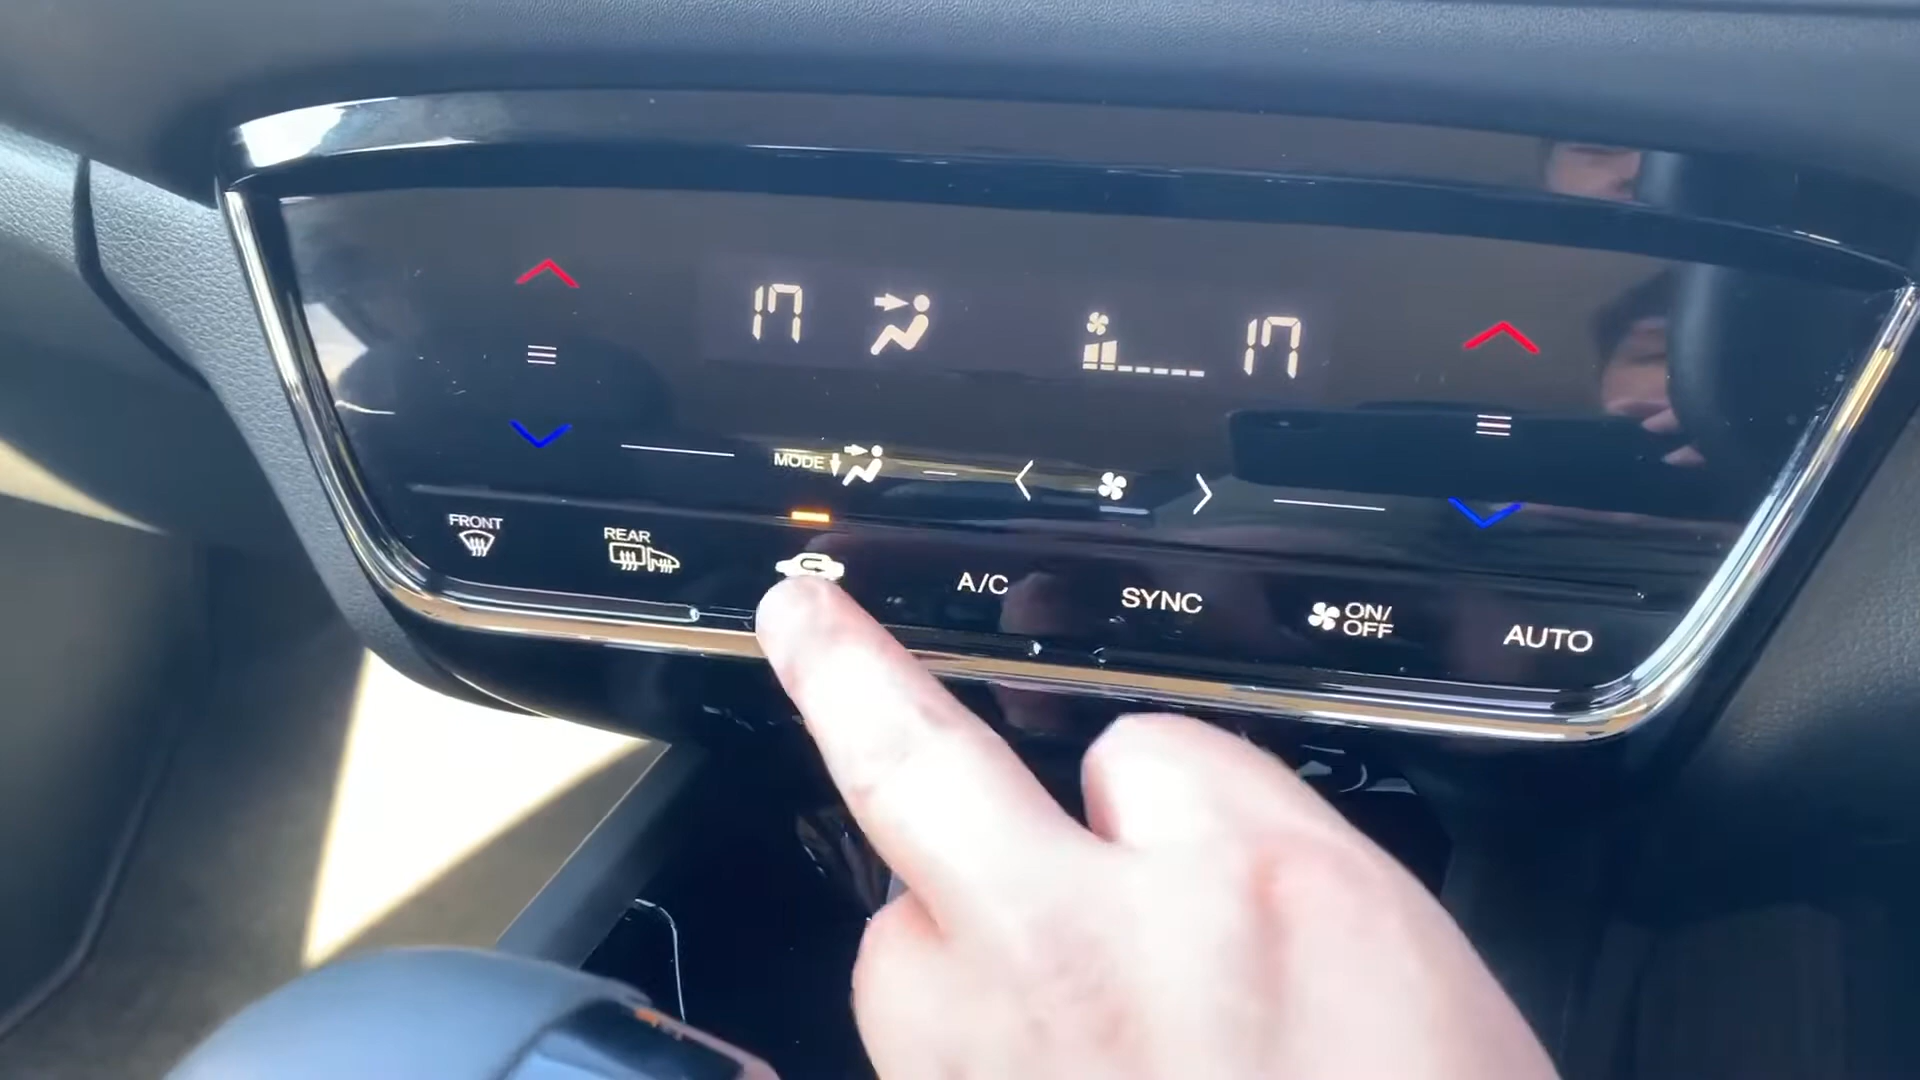 17 17
MODE
FRONT
REAR
A/C
SYNC
ON/
OFF
AUTO